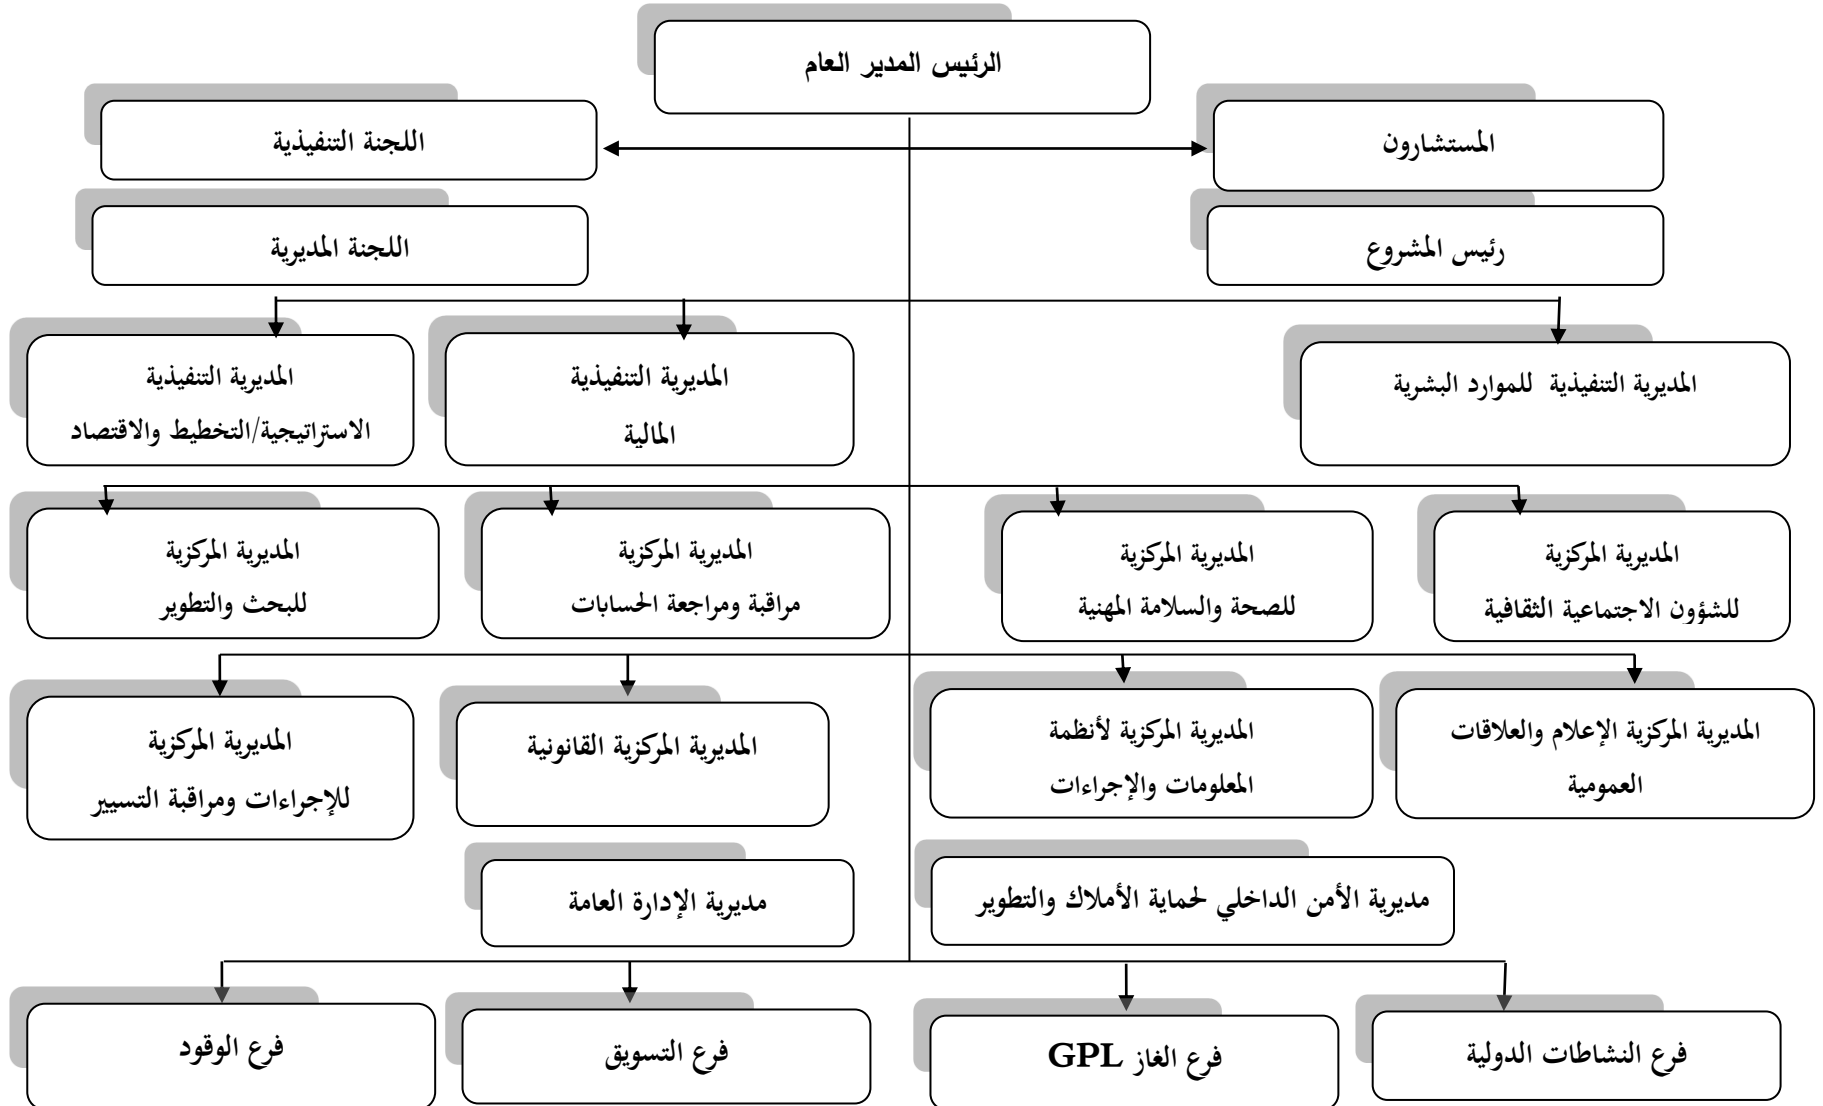 الرئيس المدير العام
المستشارون
اللجنة التنفيذية
رئيس المشروع
اللجنة المديرية
المديرية التنفيذية للموارد البشرية
المديرية التنفيذية
المالية
المديرية التنفيذية
الاستراتيجية/التخطيط والاقتصاد
المديرية المركزية
للشؤون الاجتماعية الثقافية
المديرية المركزية
للصحة والسلامة المهنية
المديرية المركزية
مراقبة ومراجعة الحسابات
المديرية المركزية
للبحث والتطوير
المديرية المركزية الإعلام والعلاقات
العمومية
المديرية المركزية لأنظمة
المعلومات والإجراءات
المديرية المركزية القانونية
المديرية المركزية
للإجراءات ومراقبة التسيير
مديرية الأمن الداخلي لحماية الأملاك والتطوير
مديرية الإدارة العامة
فرع النشاطات الدولية
فرع الغاز GPL
فرع التسويق
فرع الوقود